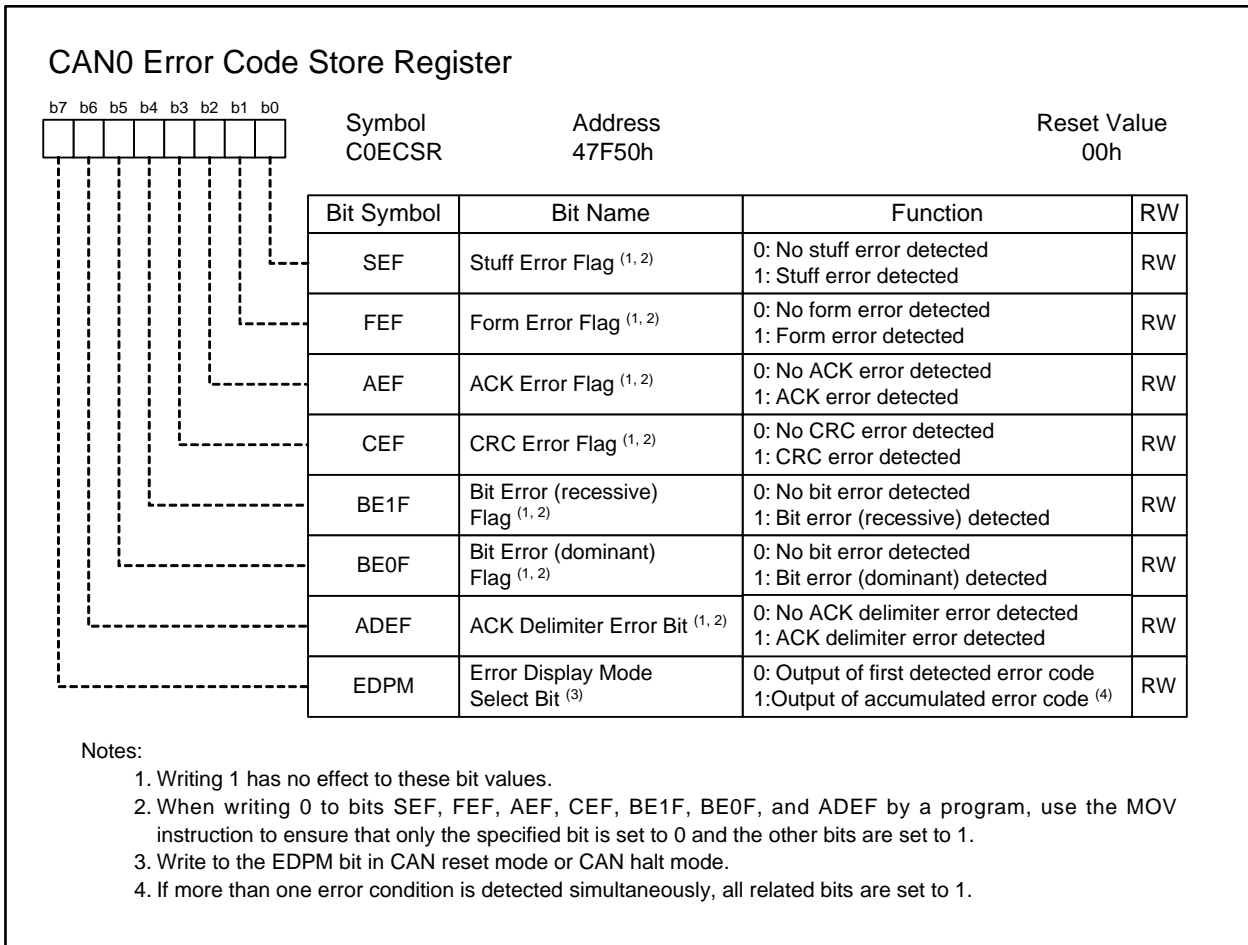 CAN0 Error Code Store Register
b7 b6 b5 b4 b3 b2 b1 b0
Symbol Address Reset Value
C0ECSR 47F50h 00h
Bit Symbol Bit Name Function RW
SEF Stuff Error Flag (1, 2) 0: No stuff error detected RW
1: Stuff error detected
FEF Form Error Flag (1, 2) 0: No form error detected RW
1: Form error detected
AEF ACK Error Flag (1, 2) 0: No ACK error detected RW
1: ACK error detected
CEF CRC Error Flag (1, 2) 0: No CRC error detected RW
1: CRC error detected
BE1F Bit Error (recessive) 0: No bit error detected RW
Flag (1, 2) 1: Bit error (recessive) detected
BE0F Bit Error (dominant) 0: No bit error detected RW
Flag (1, 2) 1: Bit error (dominant) detected
ADEF ACK Delimiter Error Bit (1, 2) 0: No ACK delimiter error detected RW
1: ACK delimiter error detected
EDPM Error Display Mode 0: Output of first detected error code RW
Select Bit (3) 1:Output of accumulated error code (4)
Notes:
1. Writing 1 has no effect to these bit values.
2. When writing 0 to bits SEF, FEF, AEF, CEF, BE1F, BE0F, and ADEF by a program, use the MOV
instruction to ensure that only the specified bit is set to 0 and the other bits are set to 1.
3. Write to the EDPM bit in CAN reset mode or CAN halt mode.
4. If more than one error condition is detected simultaneously, all related bits are set to 1.